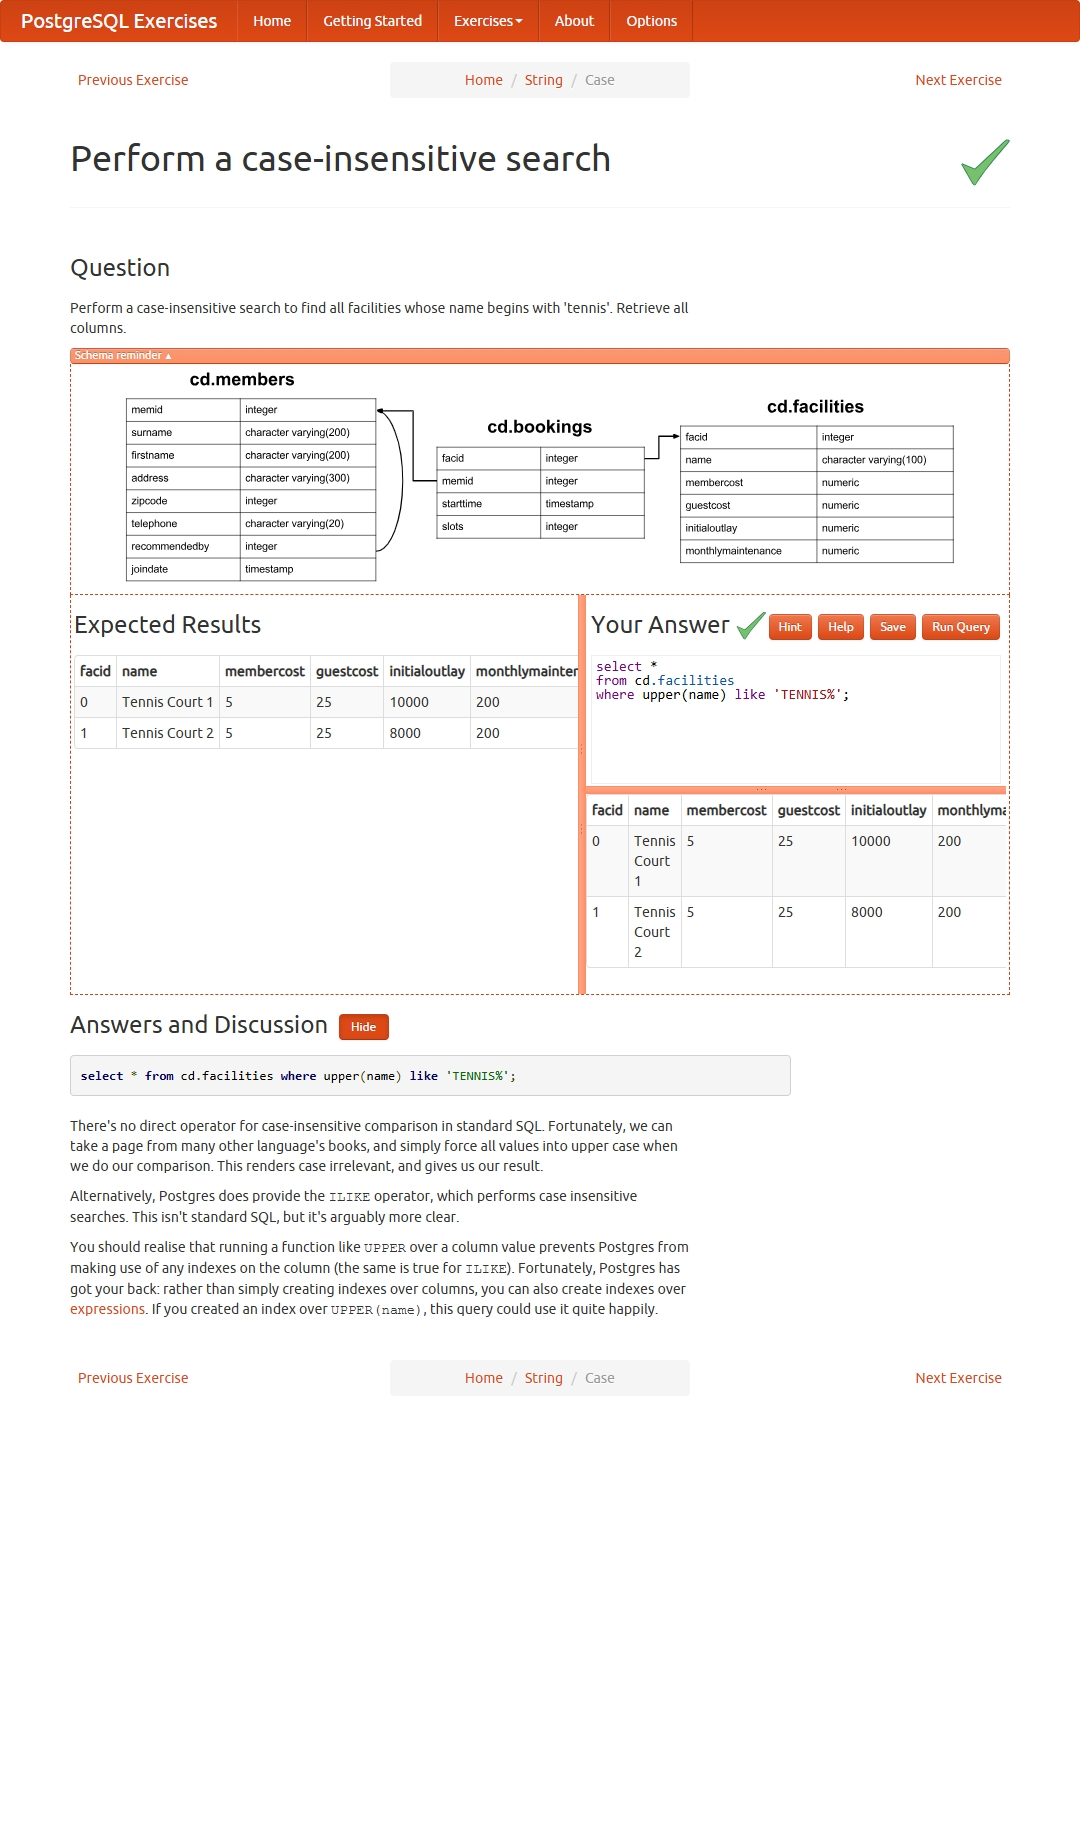 PostgreSQL Exercises Home Getting Started Exercises About Options
Previous Exercise Home / String / Case Next Exercise
Perform a case-insensitive search
Question
Perform a case-insensitive search to find all facilities whose name begins with 'tennis'. Retrieve all
columns.
Schema reminder
cd.members
memid integer
surname character varying(200)
firstname character varying(200)
address character varying(300)
zipcode integer
telephone character varying(20)
recommendedby integer
joindate timestamp
cd.bookings
facid integer
memid integer
starttime timestamp
slots integer
cd.facilities
facid integer
name character varying(100)
membercost numeric
guestcost numeric
initialoutlay numeric
monthlymaintenance numeric
Expected Results
facid name membercost guestcost initialoutlay monthlymainten
0 Tennis Court 1 5 25 10000 200
1 Tennis Court 2 5 25 8000 200
Your Answer Hint Help Save Run Query
select *
from cd.facilities
where upper(name) like 'TENNIS%';
facid name membercost guestcost initialoutlay monthlyma
0 Tennis 5 25 10000 200
Court
1
1 Tennis 5 25 8000 200
Court
2
Answers and Discussion Hide
select * from cd.facilities where upper(name) like 'TENNIS%';
There's no direct operator for case-insensitive comparison in standard SQL. Fortunately, we can
take a page from many other language's books, and simply force all values into upper case when
we do our comparison. This renders case irrelevant, and gives us our result.
Alternatively, Postgres does provide the ILIKE operator, which performs case insensitive
searches. This isn't standard SQL, but it's arguably more clear.
You should realise that running a function like UPPER over a column value prevents Postgres from
making use of any indexes on the column (the same is true for ILIKE). Fortunately, Postgres has
got your back: rather than simply creating indexes over columns, you can also create indexes over
expressions. If you created an index over UPPER(name), this query could use it quite happily.
Previous Exercise Home / String / Case Next Exercise